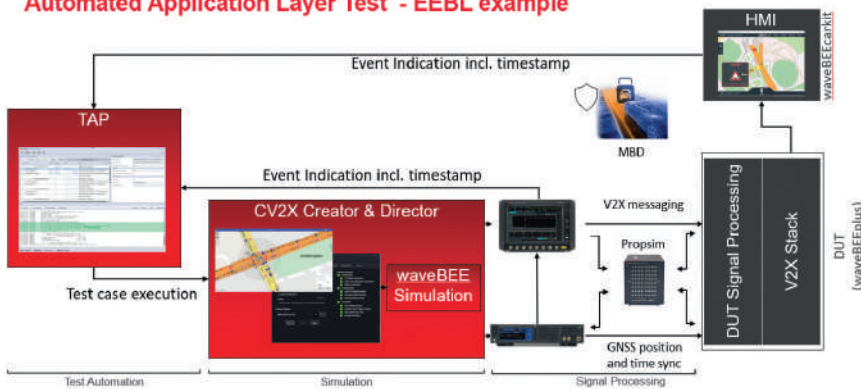 Automated Application Layer Test - EEBL example
HMI
waveBEEcarkit
Event Indication incl. timestamp
TAP
MBD
Event Indication incl. timestamp
CV2X Creator & Director
V2X messaging
Propsim
DUT Signal Processing
V2X Stack
DUT
(waveBEEplus)
waveBEE
Simulation
Test case execution
GNSS position
and time sync
Test Automation
Simulation
Signal Processing